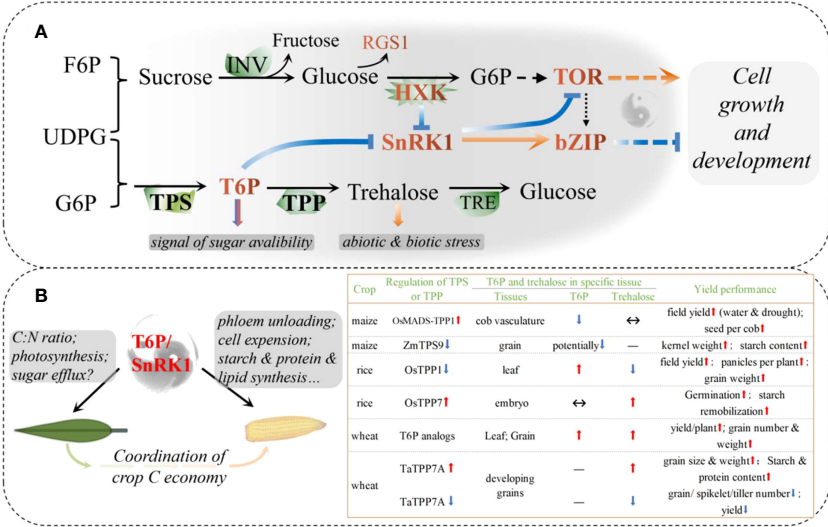 A
F6P
UDPG
G6P
Sucrose
INV
Fructose
Glucose
RGS1
HXK
G6P
TOR
SnRK1
bZIP
Cell
growth
and
development
TPS
T6P
TPP
Trehalose
TRE
Glucose
signal of sugar avalibility
abiotic & biotic stress
B
C:N ratio;
photosynthesis;
sugar efflux?
T6P/
SnRK1
phloem unloading;
cell expension;
starch & protein &
lipid synthesis…
Coordination of
crop C economy
Crop
Regulation of TPS
or TPP
T6P and trehalose in specific tissue
Tissues
T6P
Trehalose
Yield performance
maize
OsMADS-TPP1⬆
cob vasculature
⬇
↔
field yield⬆ (water & drought);
seed per cob⬆
maize
ZmTPS9⬇
grain
potentially⬇
—
kernel weight⬆; starch content⬆
rice
OsTPP1⬇
leaf
⬆
⬇
field yield⬆; panicles per plant⬆;
grain weight⬆
rice
OsTPP7⬆
embryo
↔
⬆
Germination⬆; starch
remobilization⬆
wheat
T6P analogs
Leaf; Grain
⬆
⬆
yield/plant⬆; grain number &
weight⬆
wheat
TaTPP7A⬆
developing
grains
—
⬆
grain size & weight⬆; Starch &
protein content⬆
TaTPP7A⬇
—
⬇
grain/ spikelet/tiller number⬇;
yield⬇